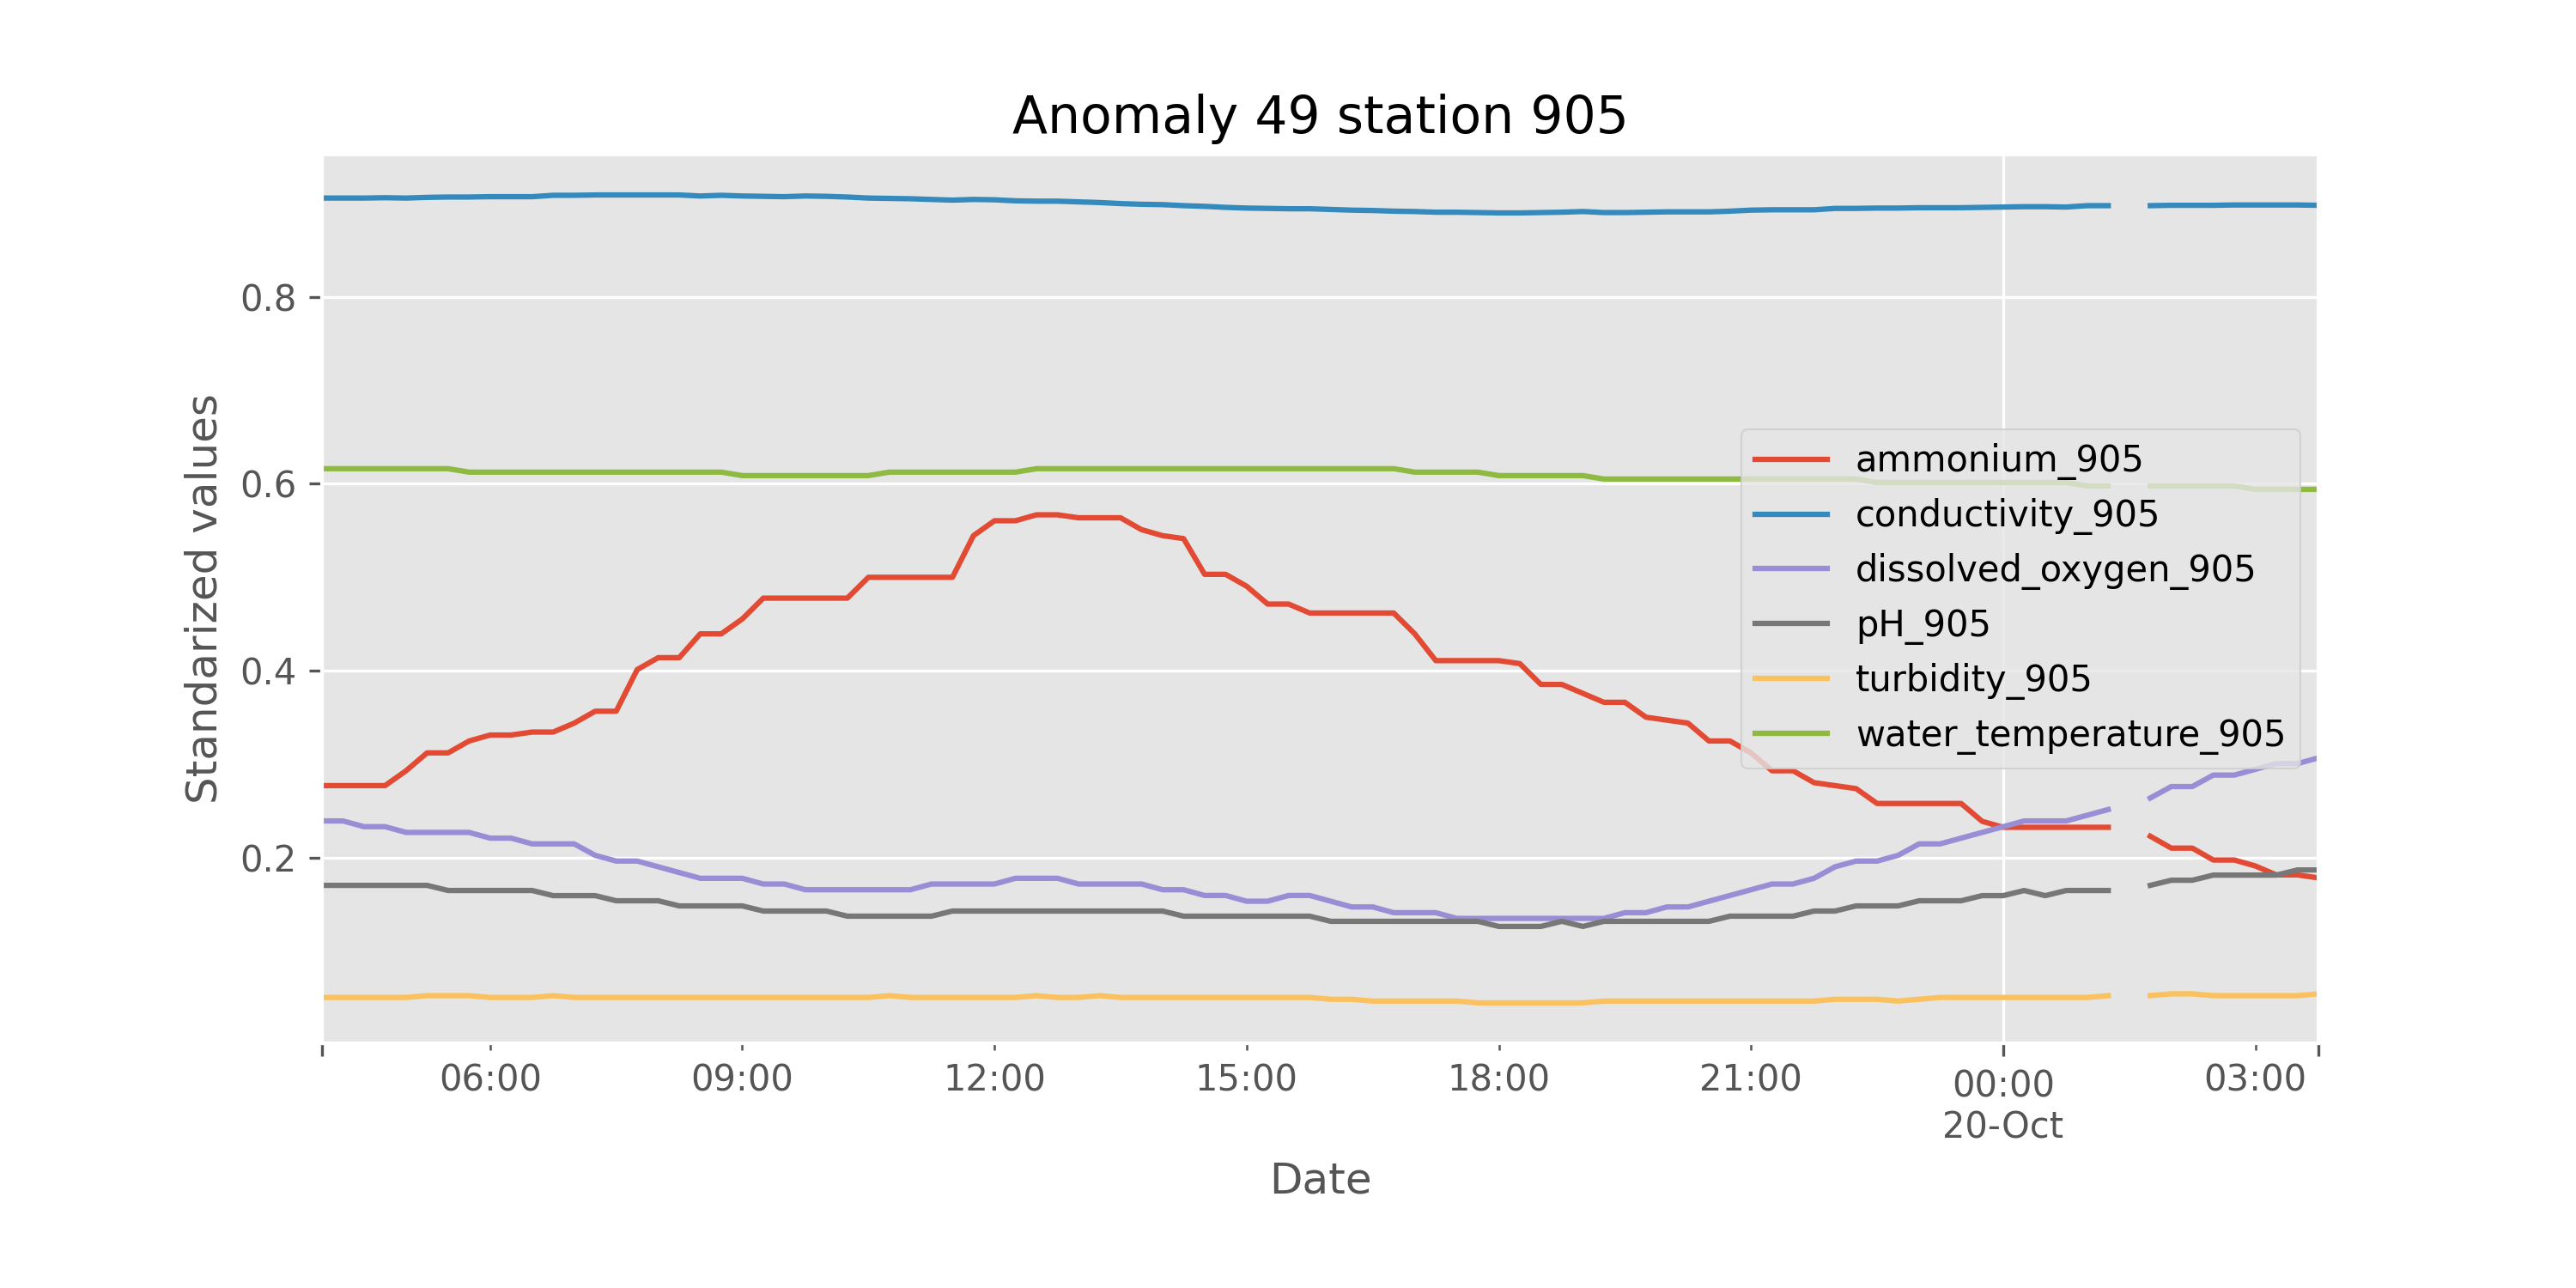 Anomaly 49 station 905
Standarized values
0.8
0.6
0.4
0.2
ammonium_905
conductivity_905
dissolved_oxygen_905
pH_905
turbidity_905
water_temperature_905
06:00 09:00 12:00 15:00 18:00 21:00 00:00 03:00
20-Oct
Date